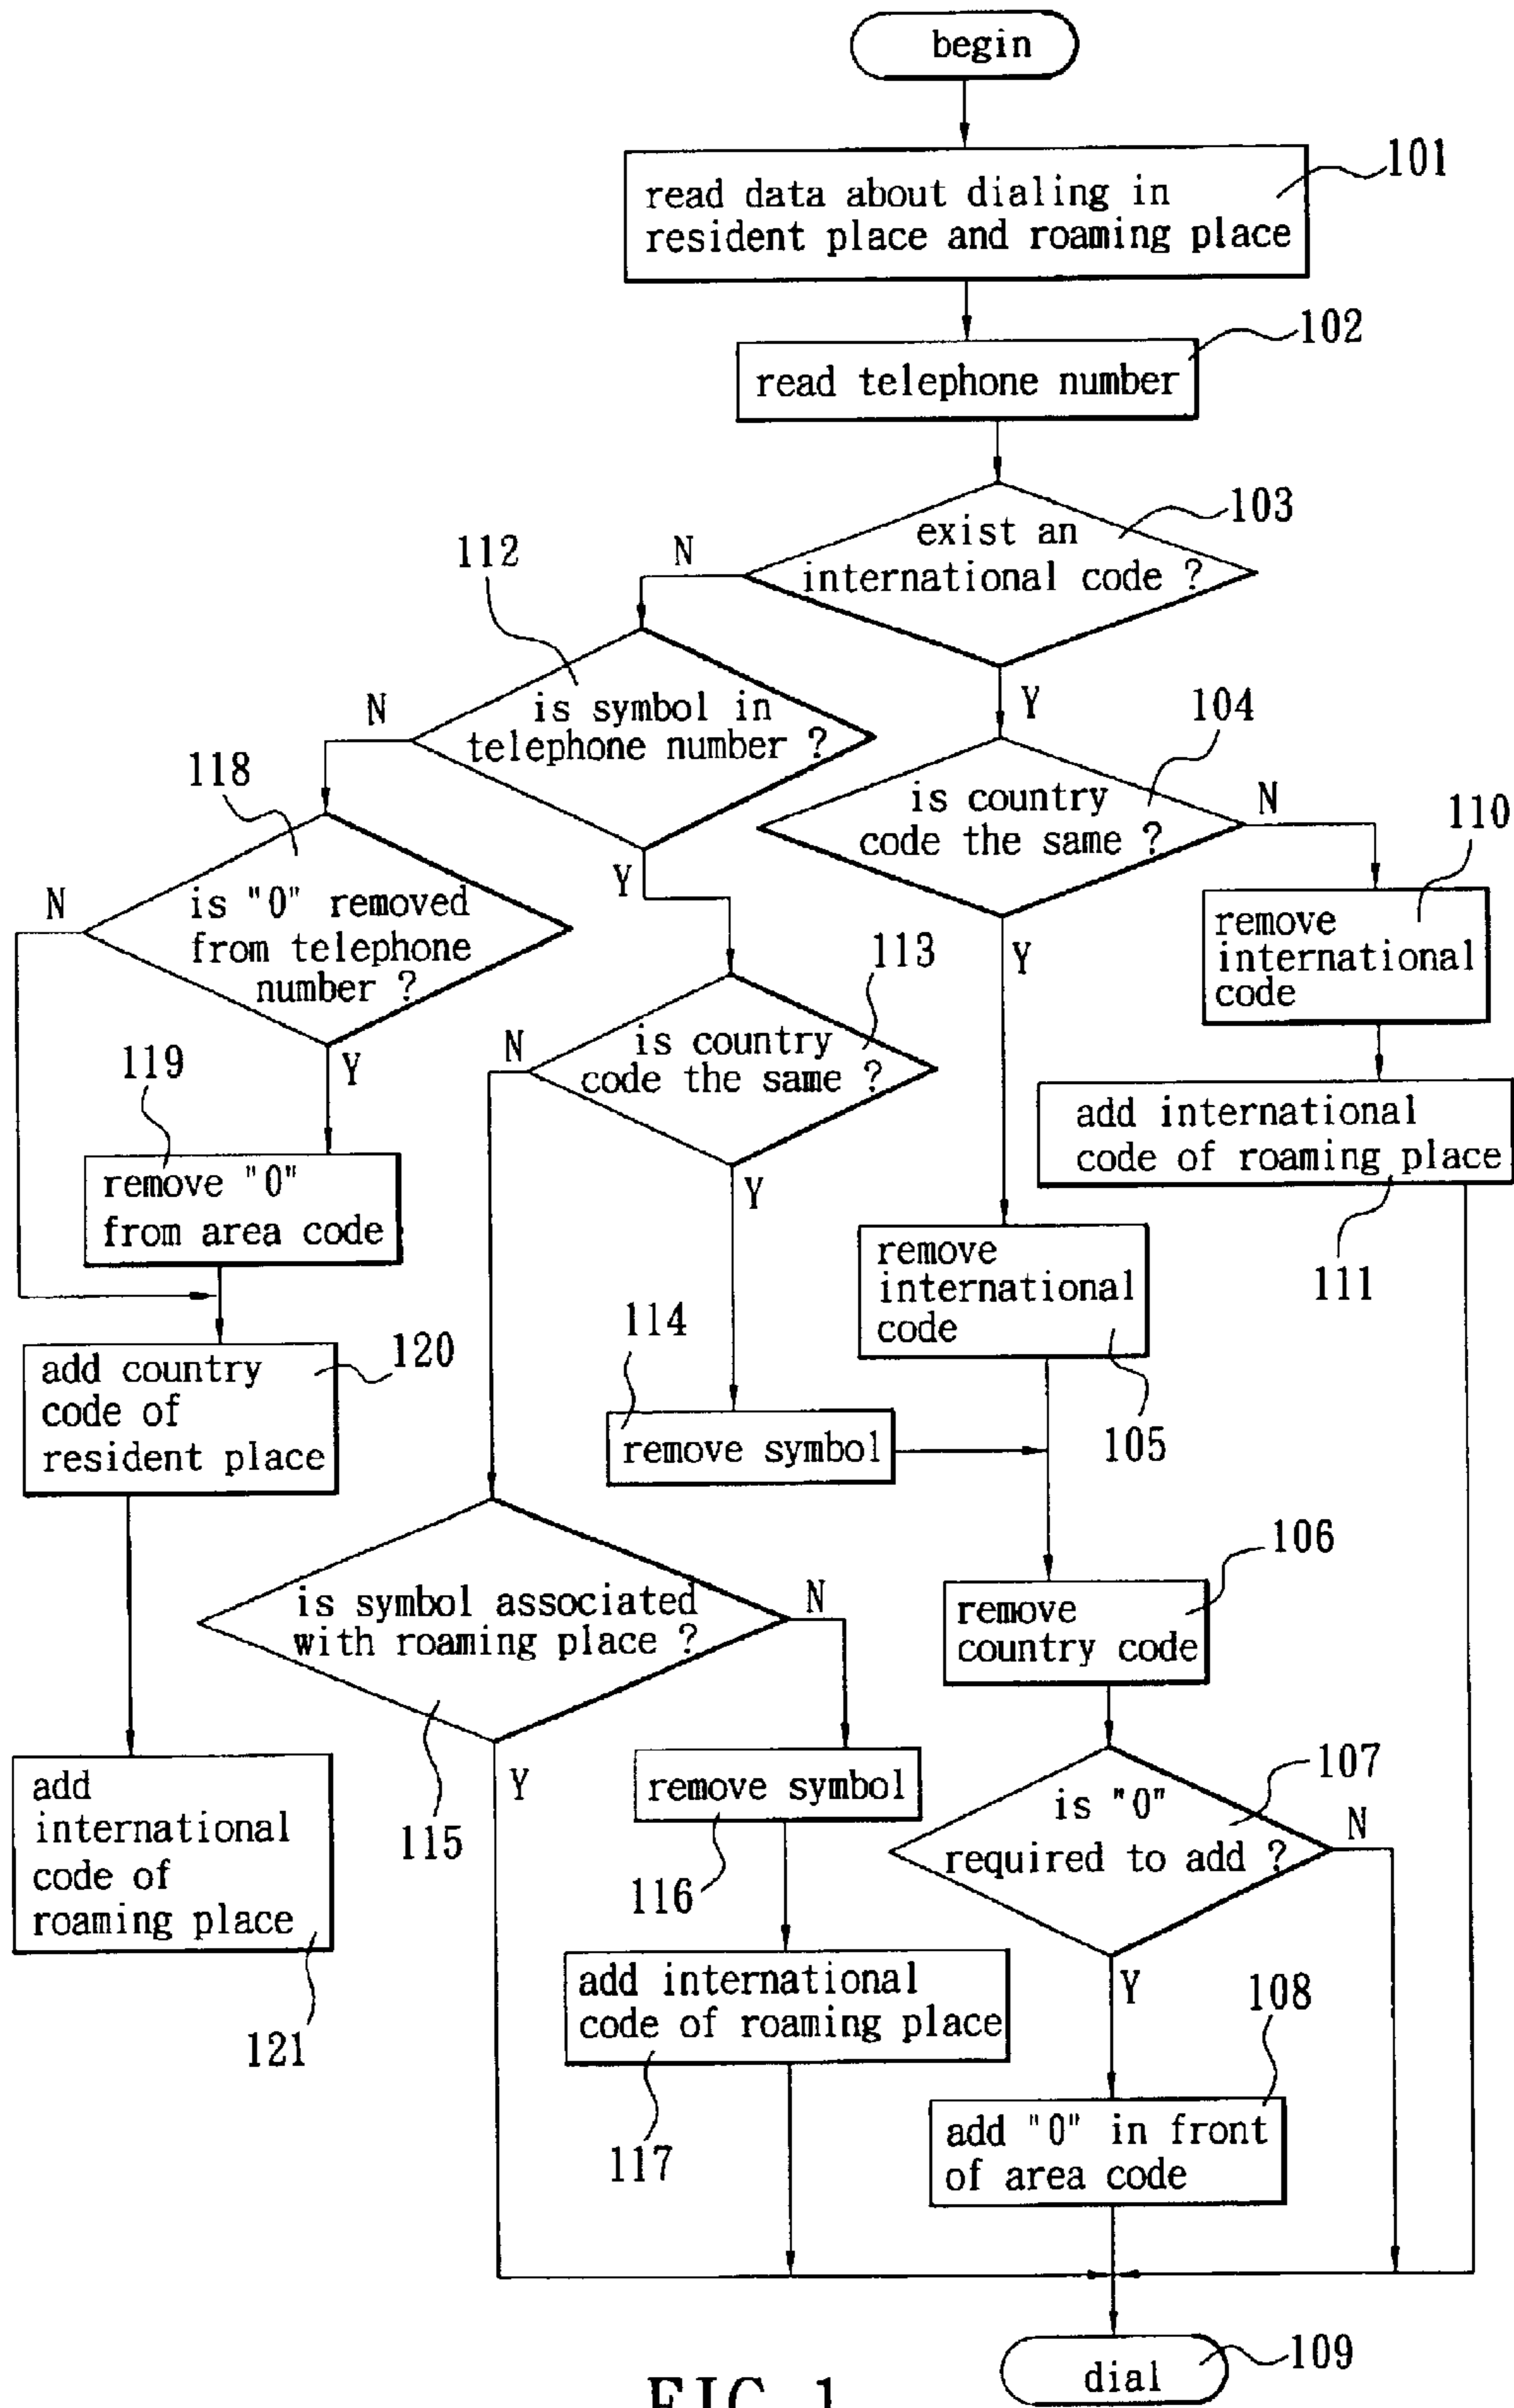 begin
read data about dialing in
resident place and roaming place
101
read telephone number
102
exist an
international code ?
103
N
Y
112
is symbol in
telephone number ?
N
Y
104
is country
code the same ?
N
Y
118
is "0" removed
from telephone
number ?
N
Y
110
remove
international
code
113
is country
code the same ?
N
Y
119
remove "0"
from area code
add international
code of roaming place
111
remove
international
code
105
114
remove symbol
120
add country
code of
resident place
106
remove
country code
is symbol associated
with roaming place ?
N
Y
115
107
is "0"
required to add ?
N
Y
remove symbol
116
add
international
code of
roaming place
121
add international
code of roaming place
117
108
add "0" in front
of area code
dial
109
FIG.1